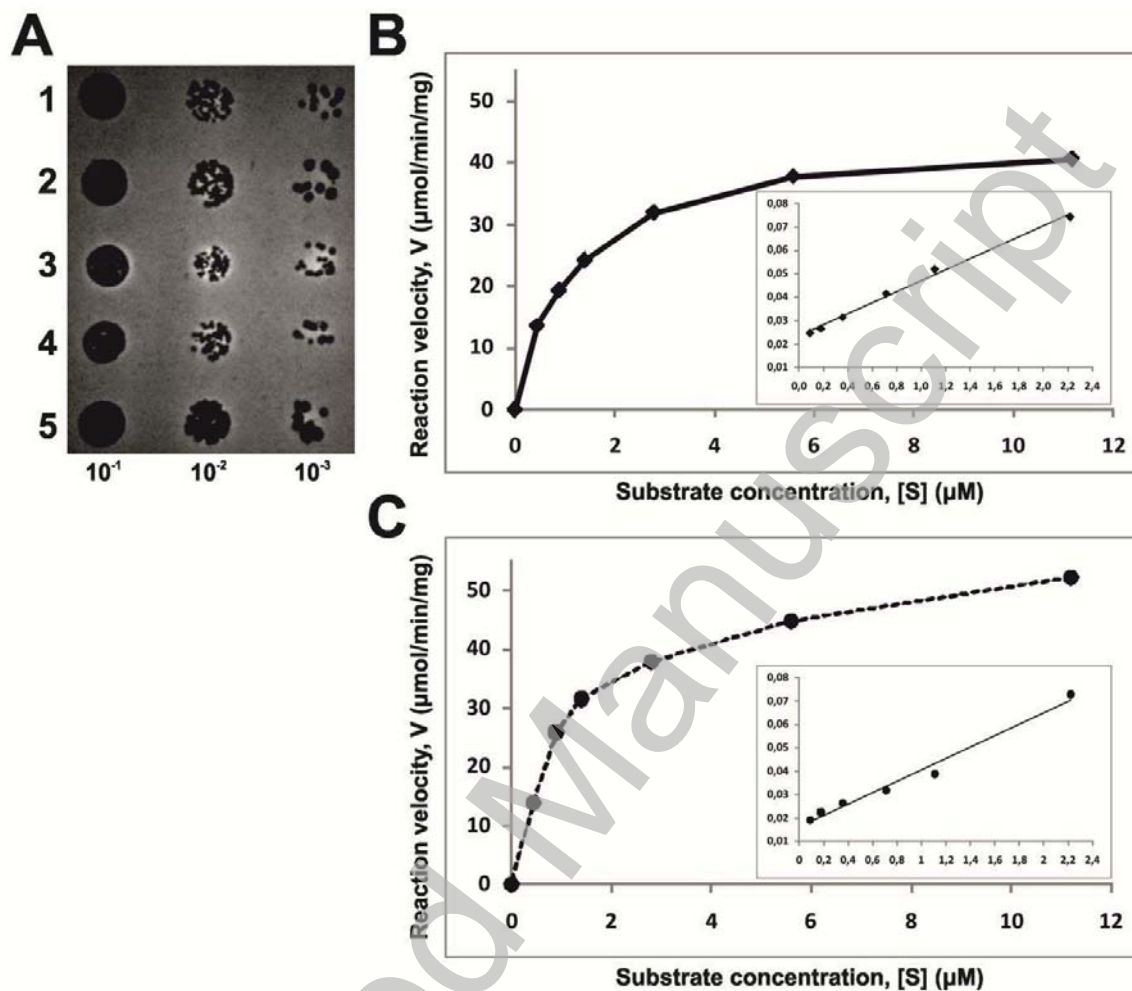 A
1
2
3
4
5
10-1 10-2 10-3
B
Reaction velocity, V (µmol/min/mg)
50
40
30
20
10
0
0 2 4 6 8 10 12
Substrate concentration, [S] (µM)
0,08
0,07
0,06
0,05
0,04
0,03
0,02
0,01
0,0 0,2 0,4 0,6 0,8 1,0 1,2 1,4 1,6 1,8 2,0 2,2 2,4
C
Reaction velocity, V (µmol/min/mg)
50
40
30
20
10
0
0 2 4 6 8 10 12
Substrate concentration, [S] (µM)
0,08
0,07
0,06
0,05
0,04
0,03
0,02
0,01
0 0,2 0,4 0,6 0,8 1 1,2 1,4 1,6 1,8 2 2,2 2,4
ed Manuscript